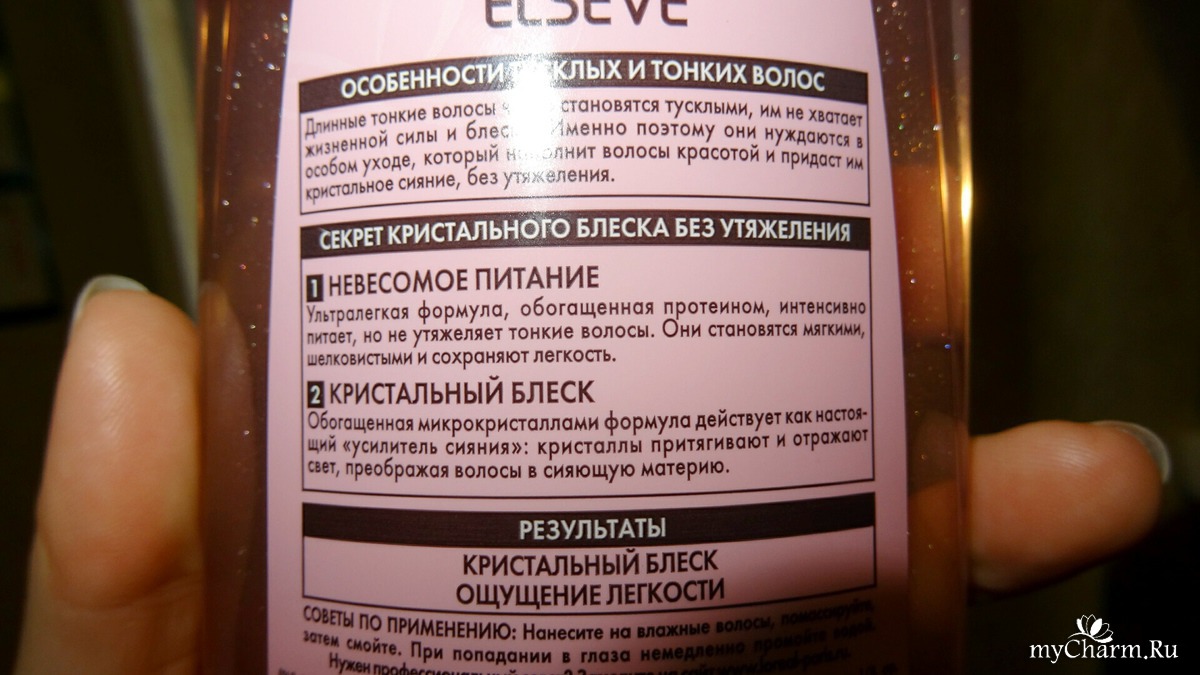 ELSEVE
ОСОБЕННОСТИ ТУСКЛЫХ И ТОНКИХ ВОЛОС
Длинные тонкие волосы становятся тусклыми, им не хватает
жизненной силы и блеска. Именно поэтому они нуждаются в
особом уходе, который наполнит волосы красотой и придаст им
кристальное сияние, без утяжеления.
СЕКРЕТ КРИСТАЛЬНОГО БЛЕСКА БЕЗ УТЯЖЕЛЕНИЯ
1 НЕВЕСОМОЕ ПИТАНИЕ
Ультралегкая формула, обогащенная протеином, интенсивно
питает, но не утяжеляет тонкие волосы. Они становятся мягкими,
шелковистыми и сохраняют легкость.
2 КРИСТАЛЬНЫЙ БЛЕСК
Обогащенная микрокристаллами формула действует как настоя-
щий «усилитель сияния»: кристаллы притягивают и отражают
свет, преображая волосы в сияющую материю.
РЕЗУЛЬТАТЫ
КРИСТАЛЬНЫЙ БЛЕСК
ОЩУЩЕНИЕ ЛЕГКОСТИ
СОВЕТЫ ПО ПРИМЕНЕНИЮ: Нанесите на влажные волосы, помассируйте,
затем смойте. При попадании в глаза немедленно промойте водой.
Нужен
myCharm.Ru